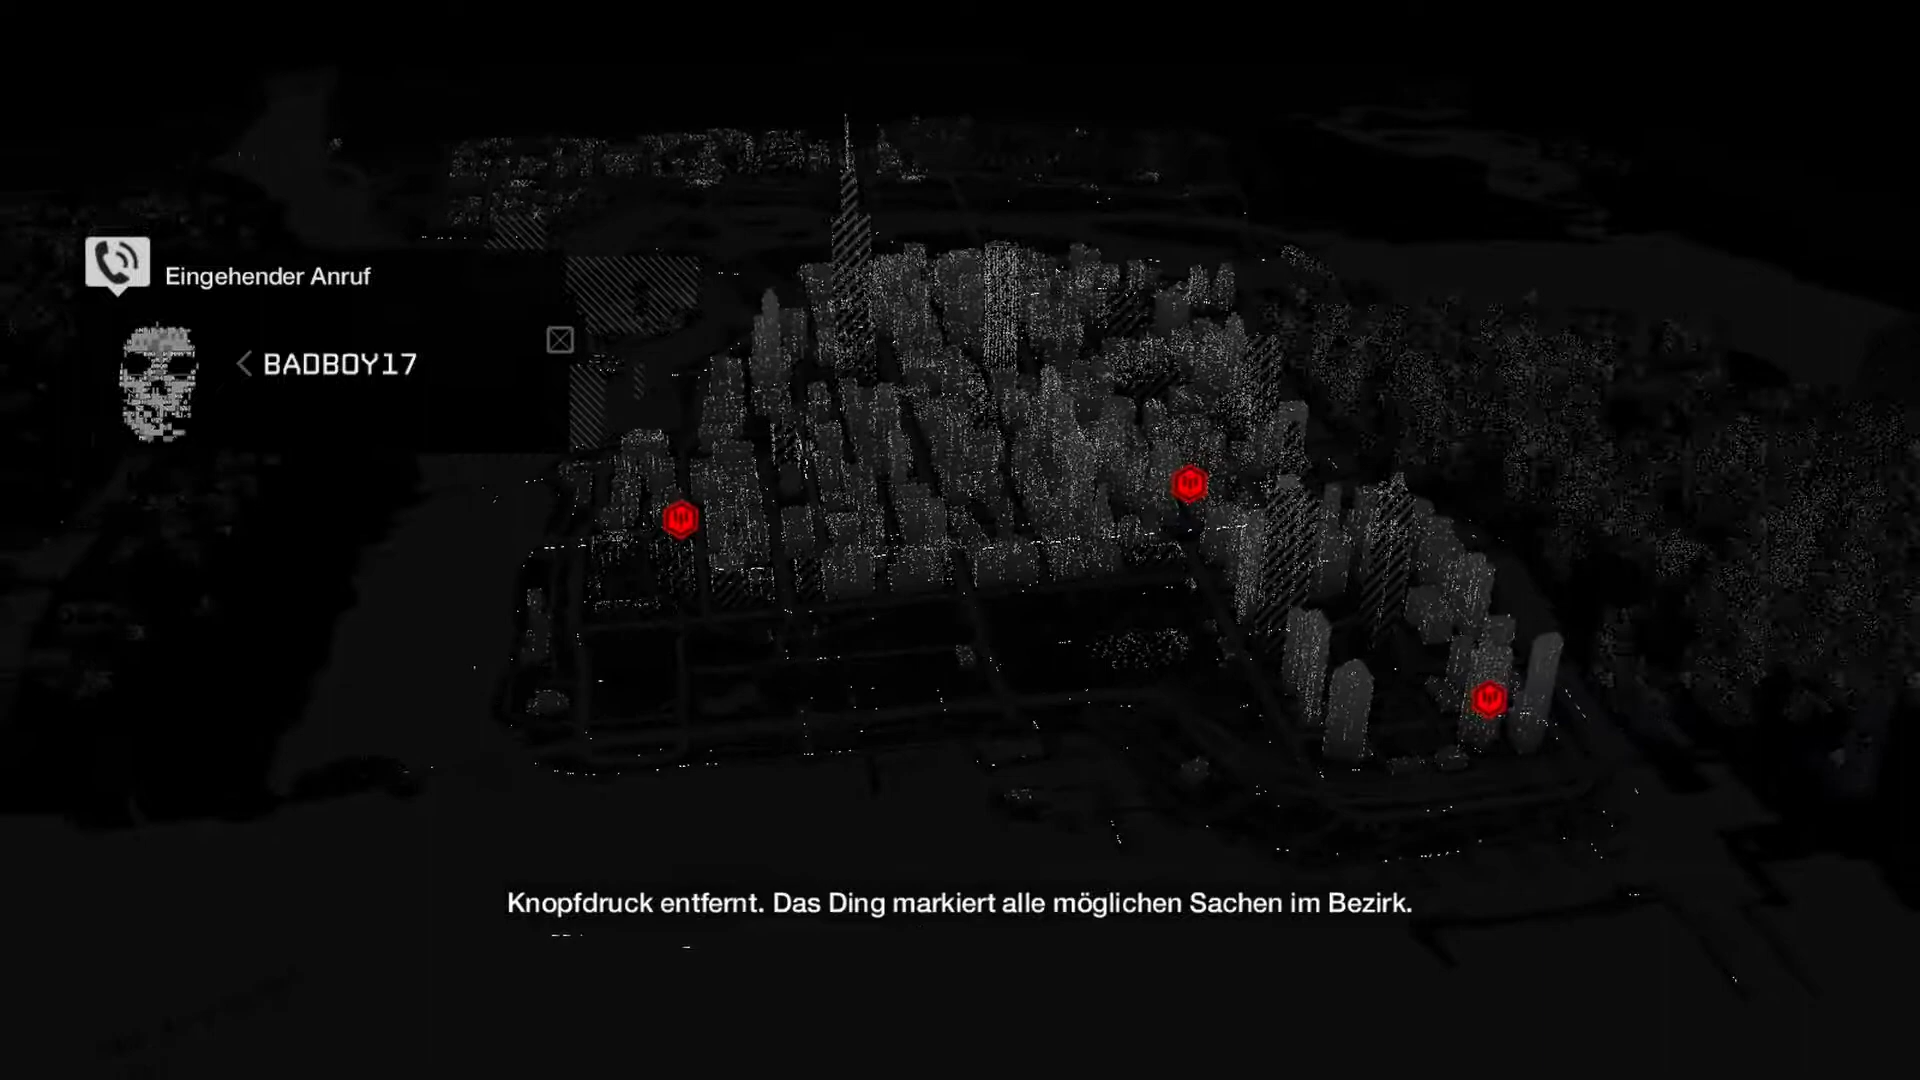 Eingehender Anruf
BADBOY17
Knopfdruck entfernt. Das Ding markiert alle möglichen Sachen im Bezirk.